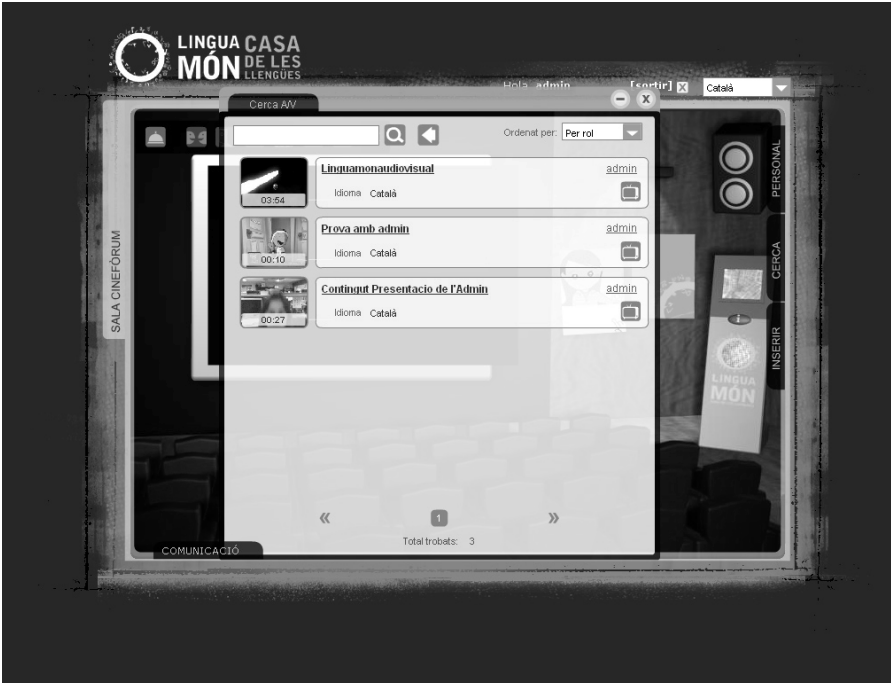 LINGUA CASA
MÓN DE LES
LLENGÜES
Hola admin
[sortir] X
Català
Cerca A/V
Ordenat per: Per rol
Linguamonaudiovisual
admin
Idioma Català
03:54
Prova amb admin
admin
Idioma Català
00:10
Contingut Presentacio de l'Admin
admin
Idioma Català
00:27
« 1 »
Total trobats: 3
SALA CINEFÒRUM
PERSONAL
CERCA
INSERIR
LINGUA
MÓN
COMUNICACIÓ